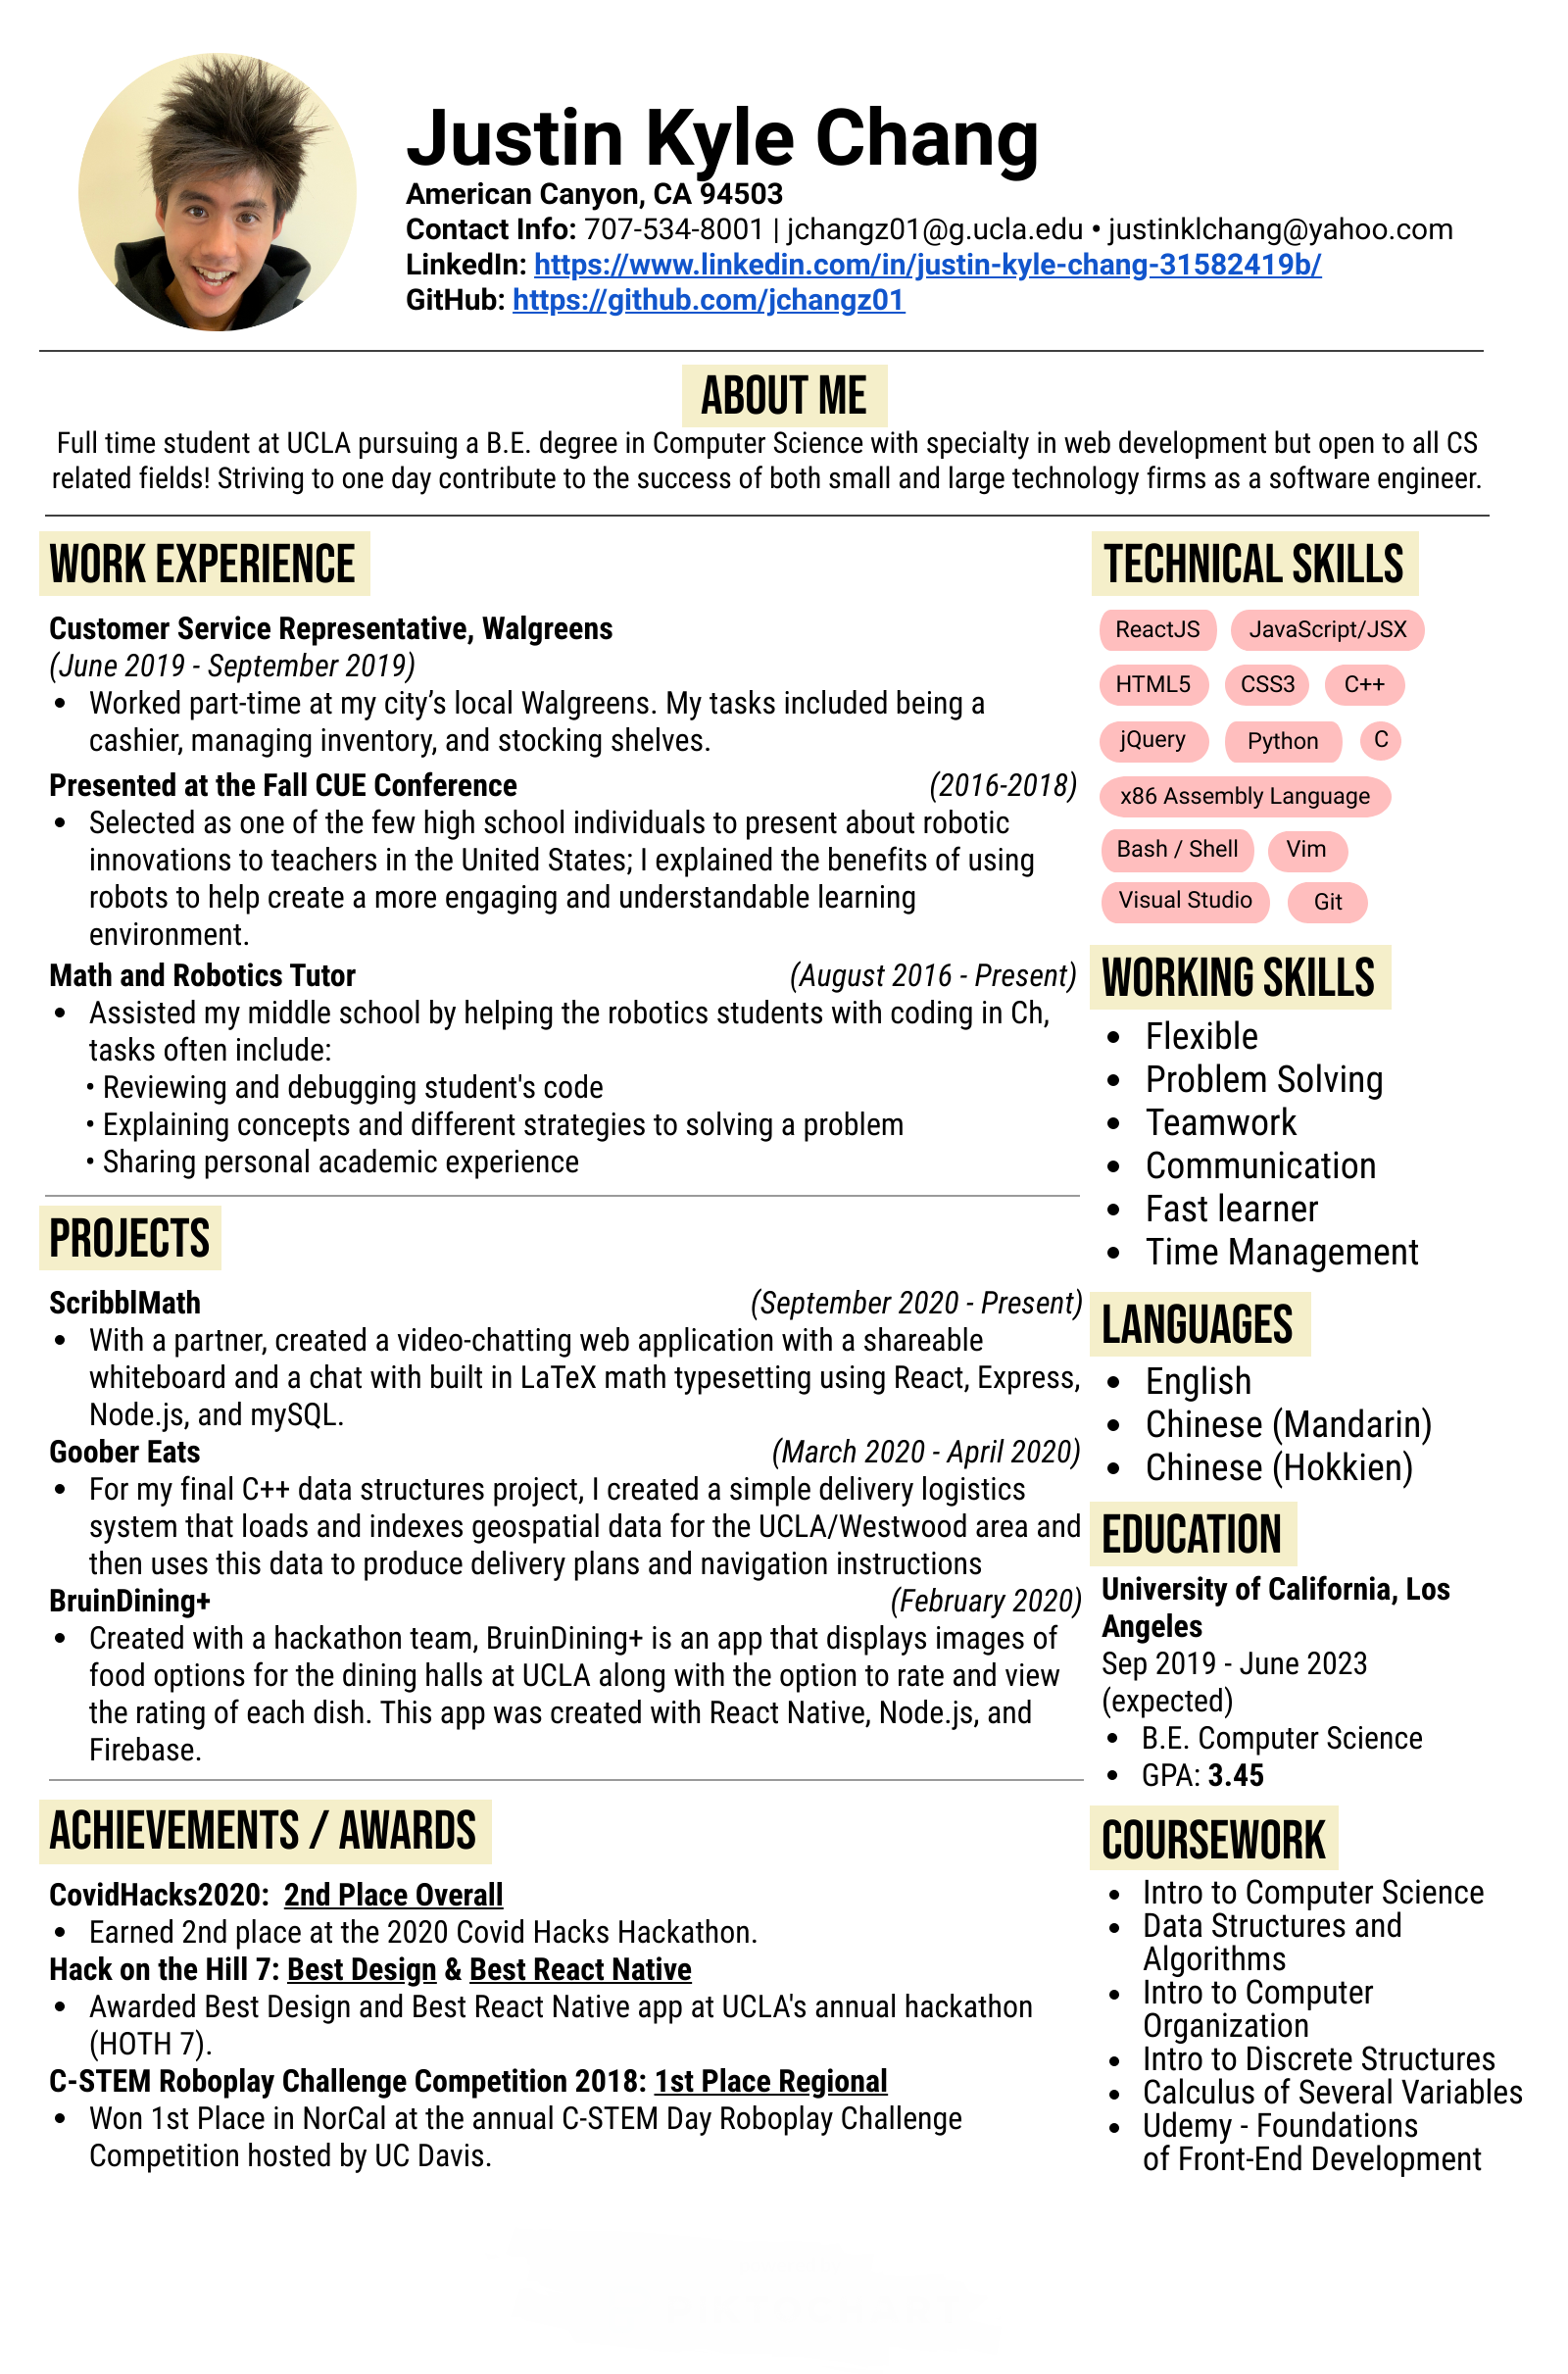 Justin Kyle Chang
American Canyon, CA 94503
Contact Info: 707-534-8001 | jchangz01@g.ucla.edu • justinklchang@yahoo.com
LinkedIn: https://www.linkedin.com/in/justin-kyle-chang-31582419b/
GitHub: https://github.com/jchangz01
ABOUT ME
Full time student at UCLA pursuing a B.E. degree in Computer Science with specialty in web development but open to all CS
related fields! Striving to one day contribute to the success of both small and large technology firms as a software engineer.
WORK EXPERIENCE
Customer Service Representative, Walgreens
(June 2019 - September 2019)
• Worked part-time at my city’s local Walgreens. My tasks included being a
cashier, managing inventory, and stocking shelves.
Presented at the Fall CUE Conference (2016-2018)
• Selected as one of the few high school individuals to present about robotic
innovations to teachers in the United States; I explained the benefits of using
robots to help create a more engaging and understandable learning
environment.
Math and Robotics Tutor (August 2016 - Present)
• Assisted my middle school by helping the robotics students with coding in Ch,
tasks often include:
• Reviewing and debugging student's code
• Explaining concepts and different strategies to solving a problem
• Sharing personal academic experience
PROJECTS
ScribblMath (September 2020 - Present)
• With a partner, created a video-chatting web application with a shareable
whiteboard and a chat with built in LaTeX math typesetting using React, Express,
Node.js, and mySQL.
Goober Eats (March 2020 - April 2020)
• For my final C++ data structures project, I created a simple delivery logistics
system that loads and indexes geospatial data for the UCLA/Westwood area and
then uses this data to produce delivery plans and navigation instructions
BruinDining+ (February 2020)
• Created with a hackathon team, BruinDining+ is an app that displays images of
food options for the dining halls at UCLA along with the option to rate and view
the rating of each dish. This app was created with React Native, Node.js, and
Firebase.
ACHIEVEMENTS / AWARDS
CovidHacks2020: 2nd Place Overall
• Earned 2nd place at the 2020 Covid Hacks Hackathon.
Hack on the Hill 7: Best Design & Best React Native
• Awarded Best Design and Best React Native app at UCLA's annual hackathon
(HOTH 7).
C-STEM Roboplay Challenge Competition 2018: 1st Place Regional
• Won 1st Place in NorCal at the annual C-STEM Day Roboplay Challenge
Competition hosted by UC Davis.
TECHNICAL SKILLS
ReactJS JavaScript/JSX
HTML5 CSS3 C++
jQuery Python C
x86 Assembly Language
Bash / Shell Vim
Visual Studio Git
WORKING SKILLS
• Flexible
• Problem Solving
• Teamwork
• Communication
• Fast learner
• Time Management
LANGUAGES
• English
• Chinese (Mandarin)
• Chinese (Hokkien)
EDUCATION
University of California, Los
Angeles
Sep 2019 - June 2023
(expected)
• B.E. Computer Science
• GPA: 3.45
COURSEWORK
• Intro to Computer Science
• Data Structures and
Algorithms
• Intro to Computer
Organization
• Intro to Discrete Structures
• Calculus of Several Variables
• Udemy - Foundations
of Front-End Development